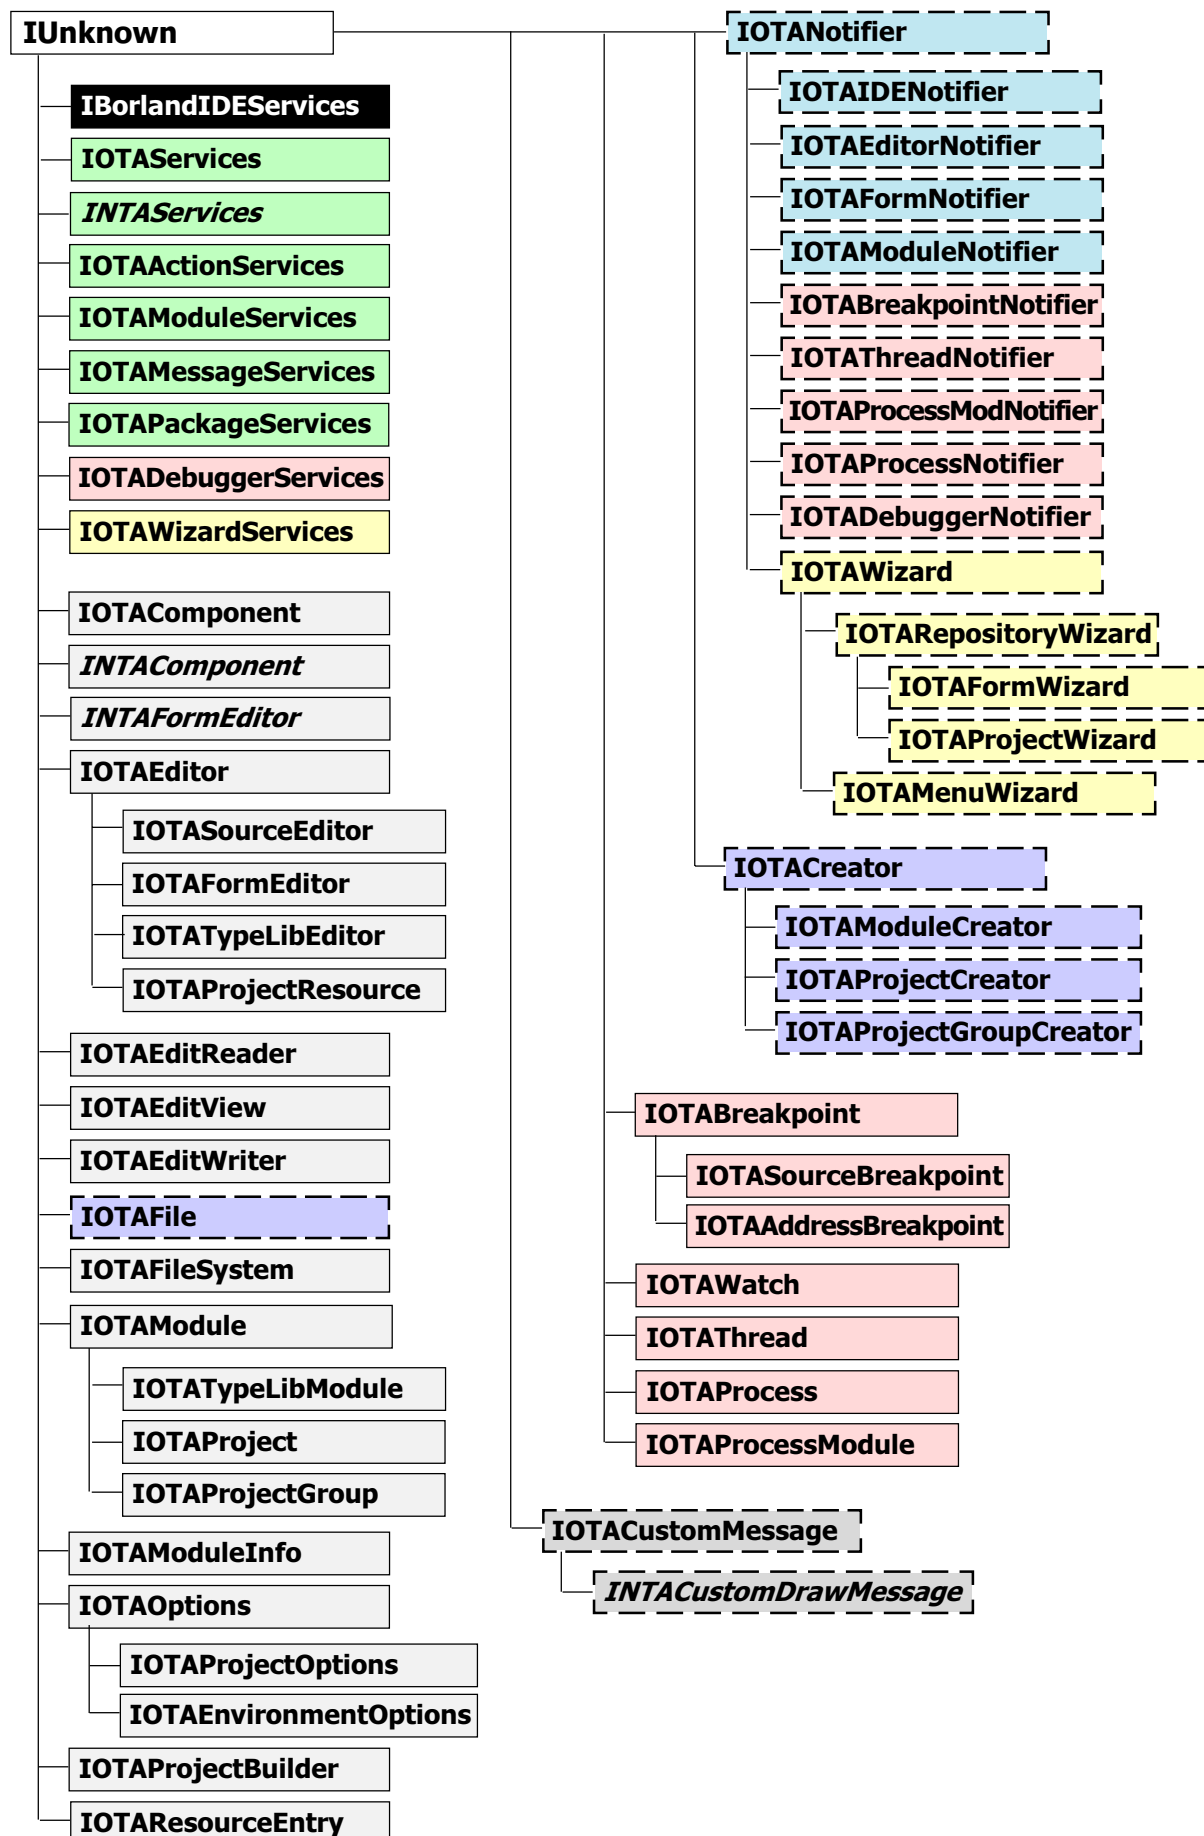 IUnknown
IBorlandIDEServices
IOTAServices
INTAServices
IOTAActionServices
IOTAModuleServices
IOTAMessageServices
IOTAPackageServices
IOTADebuggerServices
IOTAWizardServices
IOTAComponent
INTAComponent
INTAFormEditor
IOTAEditor
IOTASourceEditor
IOTAFormEditor
IOTATypeLibEditor
IOTAProjectResource
IOTAEditReader
IOTAEditView
IOTAEditWriter
IOTAFile
IOTAFileSystem
IOTAModule
IOTATypeLibModule
IOTAProject
IOTAProjectGroup
IOTAModuleInfo
IOTAOptions
IOTAProjectOptions
IOTAEnvironmentOptions
IOTAProjectBuilder
IOTAResourceEntry
IOTANotifier
IOTAIDENotifier
IOTAEditorNotifier
IOTAFormNotifier
IOTAModuleNotifier
IOTABreakpointNotifier
IOTAThreadNotifier
IOTAProcessModNotifier
IOTAProcessNotifier
IOTADebuggerNotifier
IOTAWizard
IOTARepositoryWizard
IOTAFormWizard
IOTAProjectWizard
IOTAMenuWizard
IOTACreator
IOTAModuleCreator
IOTAProjectCreator
IOTAProjectGroupCreator
IOTABreakpoint
IOTASourceBreakpoint
IOTAAddressBreakpoint
IOTAWatch
IOTAThread
IOTAProcess
IOTAProcessModule
IOTACustomMessage
INTACustomDrawMessage